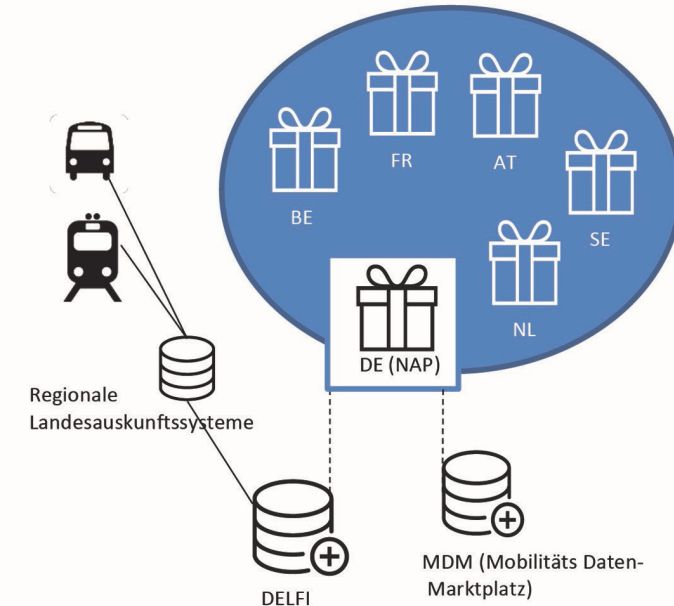 FR
AT
BE
SE
NL
DE (NAP)
Regionale
Landesauskunftssysteme
MDM (Mobilitäts Daten-
Marktplatz)
DELFI